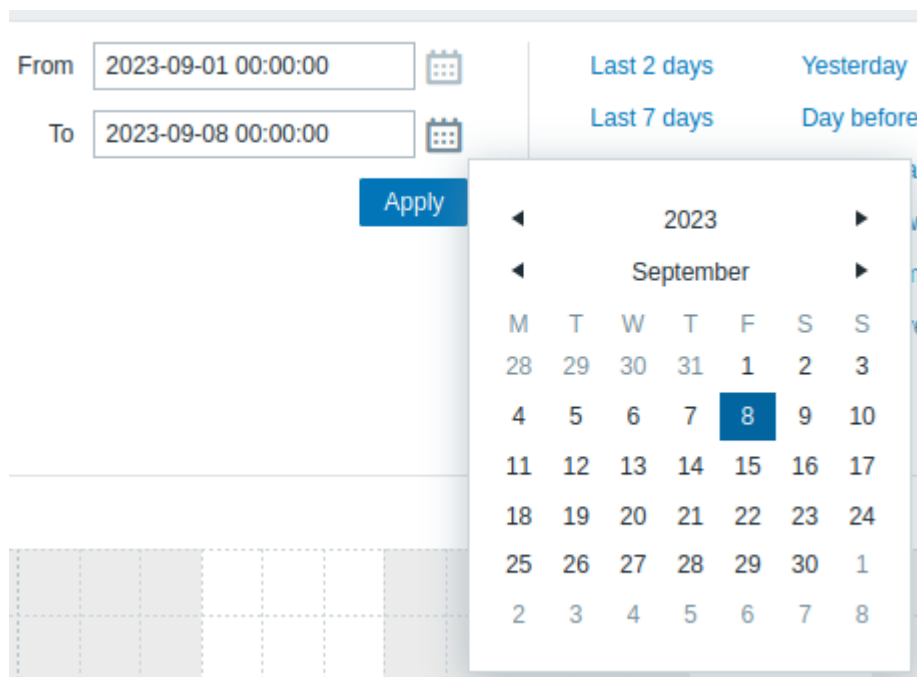 From 2023-09-01 00:00:00 Last 2 days Yesterday
To 2023-09-08 00:00:00 Last 7 days Day before
Apply
2023
September
M T W T F S S
28 29 30 31 1 2 3
4 5 6 7 8 9 10
11 12 13 14 15 16 17
18 19 20 21 22 23 24
25 26 27 28 29 30 1
2 3 4 5 6 7 8